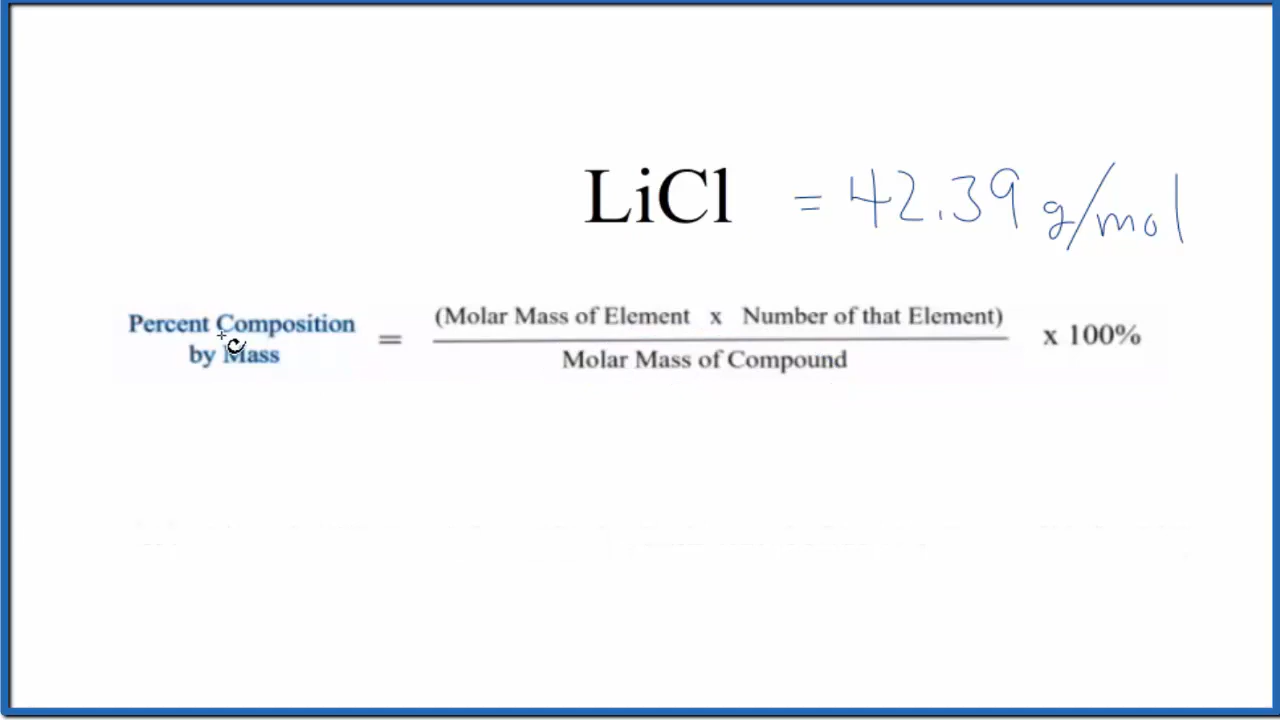 LiCl = 42.39 g/mol
Percent Composition by Mass = (Molar Mass of Element x Number of that Element) / Molar Mass of Compound x 100%